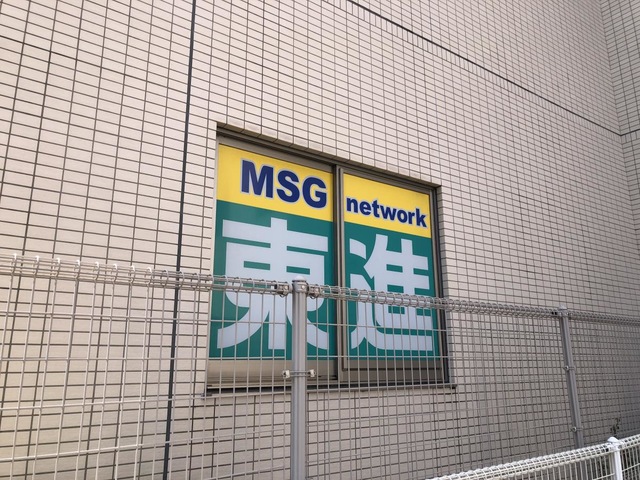 MSG network
東進